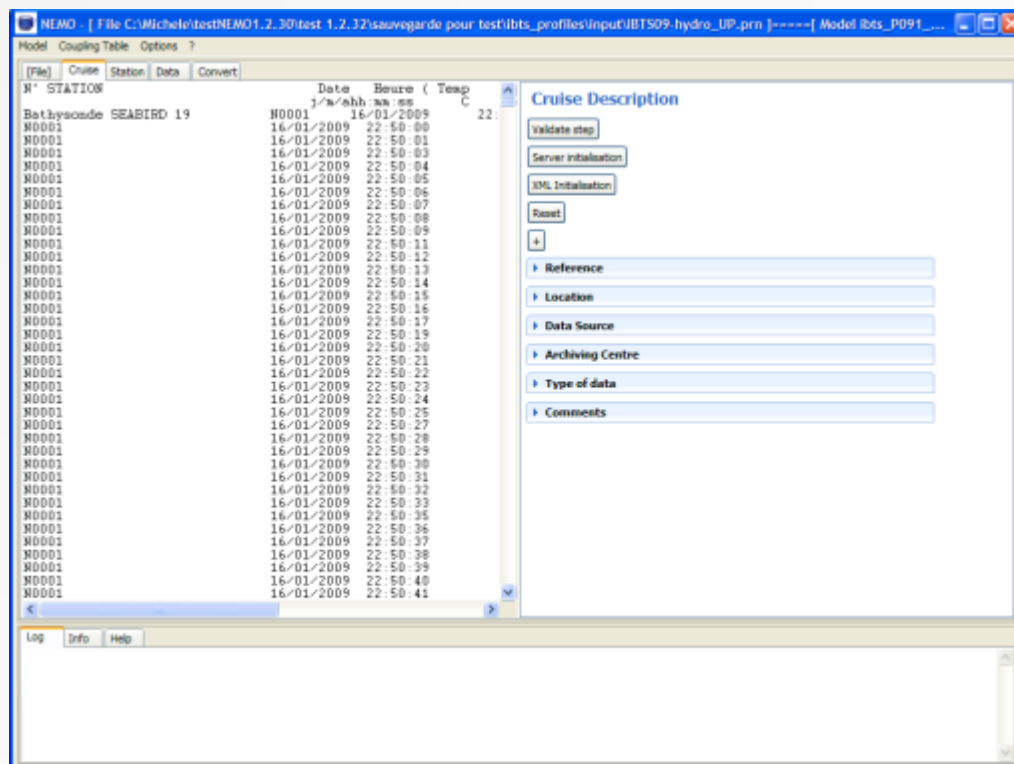 NEMO - [ File C:\Michele\testNEMO1.2.30\test 1.2.32\sauvegarde pour test\ibts_profiles\input\IBTS09-hydro_UP.prn ]-----[ Model ibts_P091_...
Model Coupling Table Options ?
[File] Cruise Station Data Convert
N° STATION Date Heure ( Temp
j/m/ahh:mm:ss C
Bathysonde SEABIRD 19 N0001 16/01/2009 22:
N0001 16/01/2009 22:50:00
N0001 16/01/2009 22:50:01
N0001 16/01/2009 22:50:03
N0001 16/01/2009 22:50:04
N0001 16/01/2009 22:50:05
N0001 16/01/2009 22:50:06
N0001 16/01/2009 22:50:07
N0001 16/01/2009 22:50:08
N0001 16/01/2009 22:50:09
N0001 16/01/2009 22:50:11
N0001 16/01/2009 22:50:12
N0001 16/01/2009 22:50:13
N0001 16/01/2009 22:50:14
N0001 16/01/2009 22:50:15
N0001 16/01/2009 22:50:16
N0001 16/01/2009 22:50:17
N0001 16/01/2009 22:50:19
N0001 16/01/2009 22:50:20
N0001 16/01/2009 22:50:21
N0001 16/01/2009 22:50:22
N0001 16/01/2009 22:50:23
N0001 16/01/2009 22:50:24
N0001 16/01/2009 22:50:25
N0001 16/01/2009 22:50:27
N0001 16/01/2009 22:50:28
N0001 16/01/2009 22:50:29
N0001 16/01/2009 22:50:30
N0001 16/01/2009 22:50:31
N0001 16/01/2009 22:50:32
N0001 16/01/2009 22:50:33
N0001 16/01/2009 22:50:35
N0001 16/01/2009 22:50:36
N0001 16/01/2009 22:50:37
N0001 16/01/2009 22:50:38
N0001 16/01/2009 22:50:39
N0001 16/01/2009 22:50:40
N0001 16/01/2009 22:50:41
Cruise Description
Validate step
Server initialisation
XML Initialisation
Reset
+
Reference
Location
Data Source
Archiving Centre
Type of data
Comments
Log Info Help